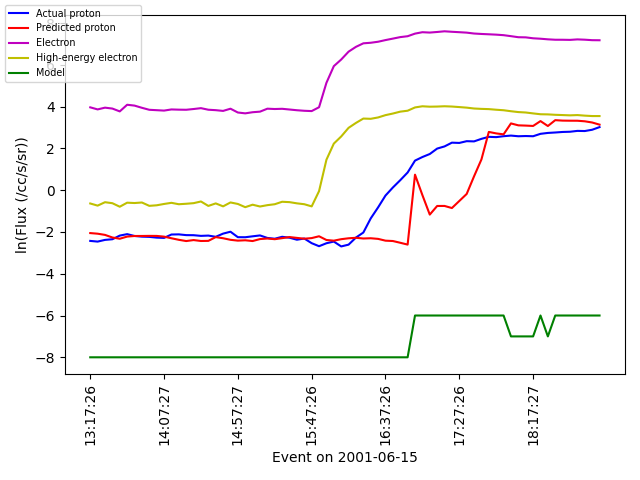 Actual proton
Predicted proton
Electron
High-energy electron
Model
4
2
0
−2
−4
−6
−8
ln(Flux (/cc/s/sr))
13:17:26
14:07:27
14:57:27
15:47:26
16:37:26
17:27:26
18:17:27
Event on 2001-06-15